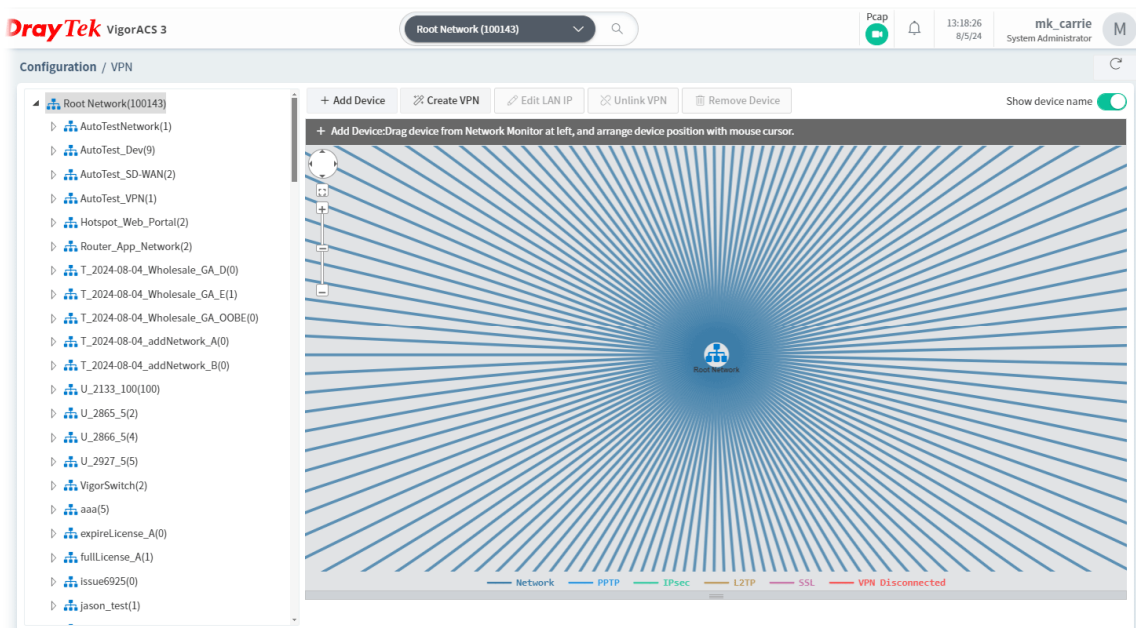 DrayTek VigorACS 3
Root Network (100143)
Pcap
13:18:26
8/5/24
mk_carrie
System Administrator
M
Configuration / VPN
Root Network(100143)
AutoTestNetwork(1)
AutoTest_Dev(9)
AutoTest_SD-WAN(2)
AutoTest_VPN(1)
Hotspot_Web_Portal(2)
Router_App_Network(2)
T_2024-08-04_Wholesale_GA_D(0)
T_2024-08-04_Wholesale_GA_E(1)
T_2024-08-04_Wholesale_GA_OOBE(0)
T_2024-08-04_addNetwork_A(0)
T_2024-08-04_addNetwork_B(0)
U_2133_100(100)
U_2865_5(2)
U_2866_5(4)
U_2927_5(5)
VigorSwitch(2)
aaa(5)
expireLicense_A(0)
fullLicense_A(1)
issue6925(0)
jason_test(1)
+ Add Device Create VPN Edit LAN IP Unlink VPN Remove Device Show device name
+ Add Device:Drag device from Network Monitor at left, and arrange device position with mouse cursor.
Root Network
Network PPTP IPsec L2TP SSL VPN Disconnected